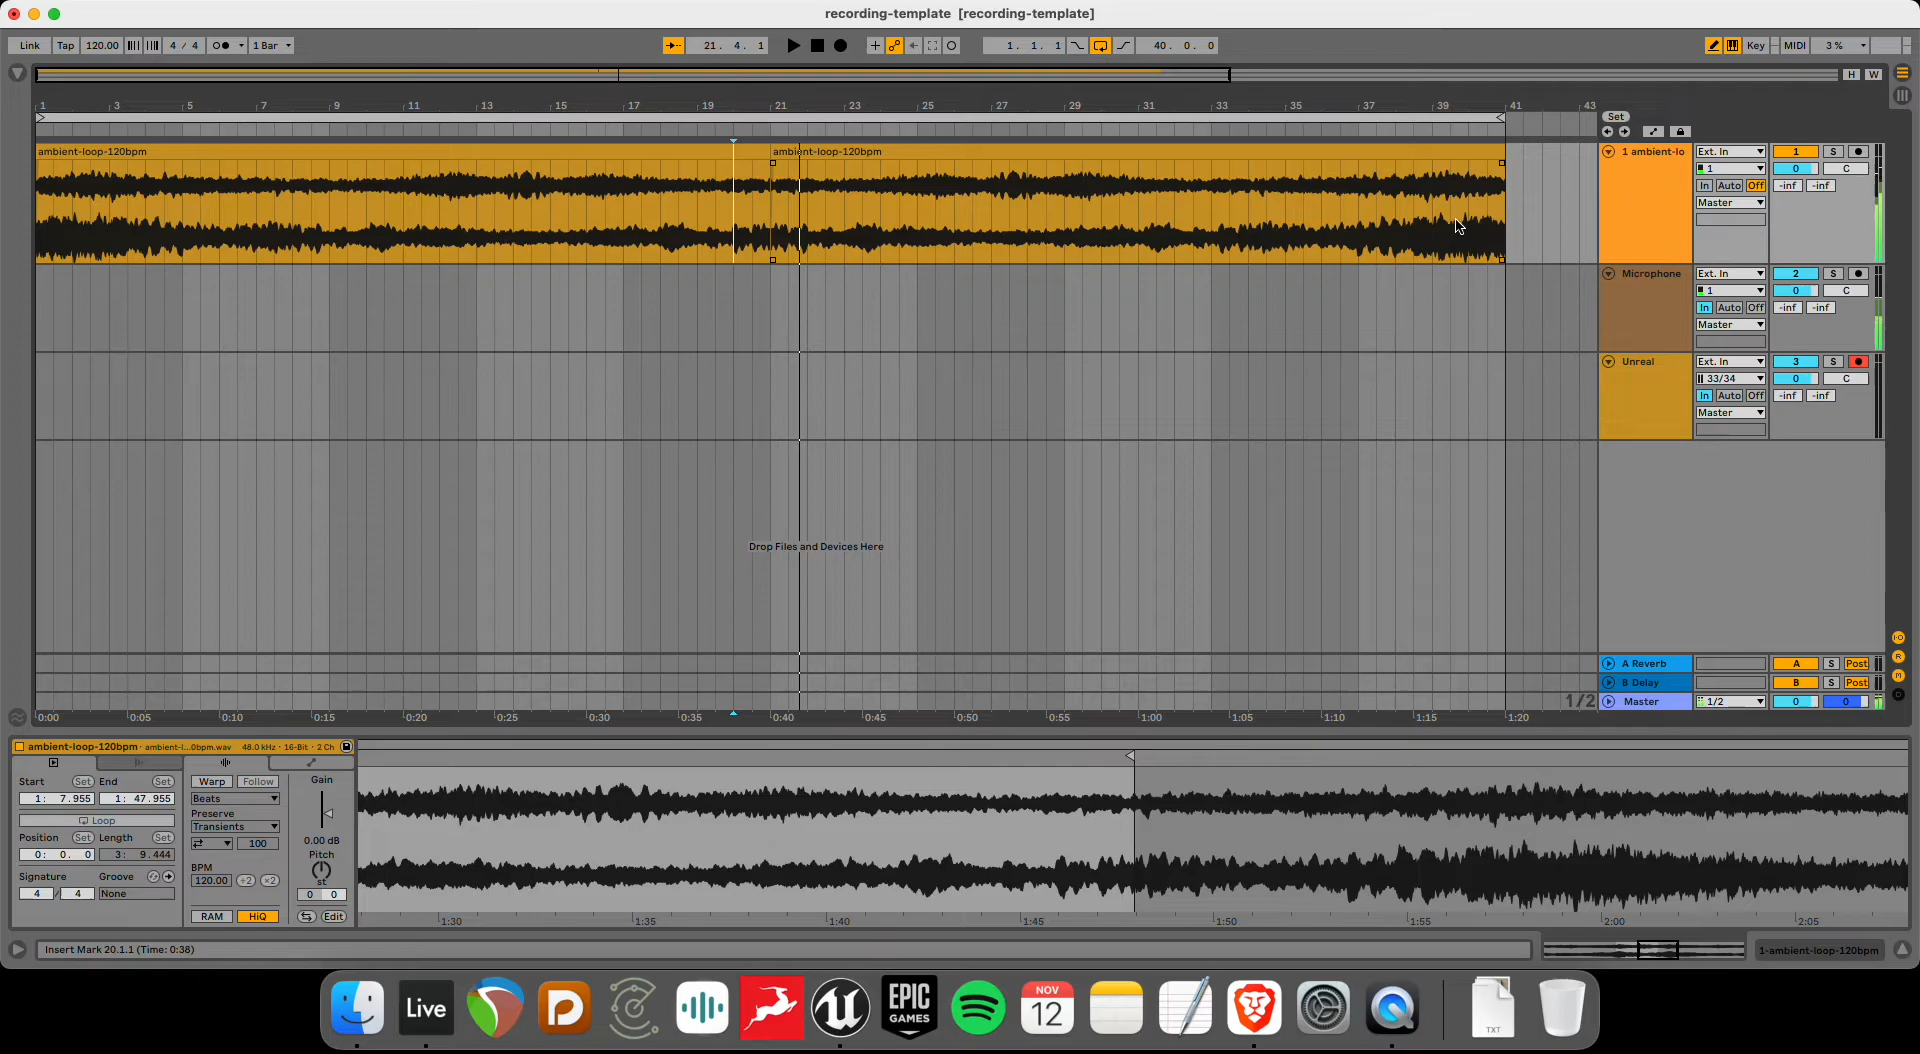 recording-template [recording-template]
Link Tap 120.00 4 / 4 1 Bar 21. 4. 1 1. 1. 1 40. 0. 0 Key MIDI 3 %
H W
1 3 5 7 9 11 13 15 17 19 21 23 25 27 29 31 33 35 37 39 41 43
Set
ambient-loop-120bpm ambient-loop-120bpm
1 ambient-lo Ext. In 1 S
1 0 C
In Auto Off -inf -inf
Master
Microphone Ext. In 2 S
1 0 C
In Auto Off -inf -inf
Master
Unreal Ext. In 3 S
33/34 0 C
In Auto Off -inf -inf
Master
Drop Files and Devices Here
A Reverb A S Post
B Delay B S Post
1/2 Master 1/2 0 0
0:00 0:05 0:10 0:15 0:20 0:25 0:30 0:35 0:40 0:45 0:50 0:55 1:00 1:05 1:10 1:15 1:20
ambient-loop-120bpm · ambient-l...0bpm.wav 48.0 kHz · 16-Bit · 2 Ch
Start Set End Set Warp Follow Gain
1: 7.955 1: 47.955 Beats
Loop Preserve
Transients
Position Set Length Set 100 0.00 dB
0: 0. 0 3: 9.444 Pitch
Signature Groove BPM st
4 / 4 None 120.00 ÷2 ×2 0 0
RAM HiQ Edit
1:30 1:35 1:40 1:45 1:50 1:55 2:00 2:05
Insert Mark 20.1.1 (Time: 0:38) 1-ambient-loop-120bpm
Live EPIC GAMES NOV 12 TXT